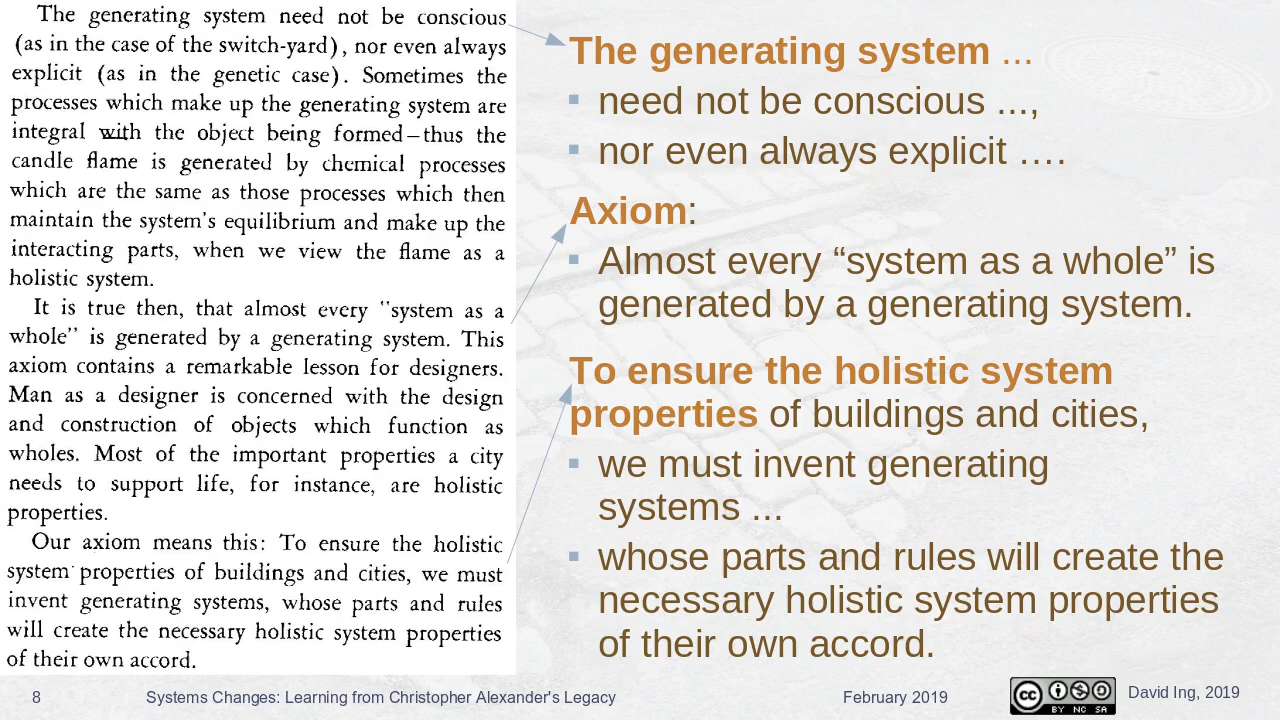 The generating system need not be conscious
(as in the case of the switch-yard), nor even always
explicit (as in the genetic case). Sometimes the
processes which make up the generating system are
integral with the object being formed—thus the
candle flame is generated by chemical processes
which are the same as those processes which then
maintain the system's equilibrium and make up the
interacting parts, when we view the flame as a
holistic system.
It is true then, that almost every "system as a
whole" is generated by a generating system. This
axiom contains a remarkable lesson for designers.
Man as a designer is concerned with the design
and construction of objects which function as
wholes. Most of the important properties a city
needs to support life, for instance, are holistic
properties.
Our axiom means this: To ensure the holistic
system properties of buildings and cities, we must
invent generating systems, whose parts and rules
will create the necessary holistic system properties
of their own accord.
The generating system ...
need not be conscious ...,
nor even always explicit ….
Axiom:
Almost every “system as a whole” is
generated by a generating system.
To ensure the holistic system
properties of buildings and cities,
we must invent generating
systems ...
whose parts and rules will create the
necessary holistic system properties
of their own accord.
8
Systems Changes: Learning from Christopher Alexander's Legacy
February 2019
cc
BY NC SA
David Ing, 2019